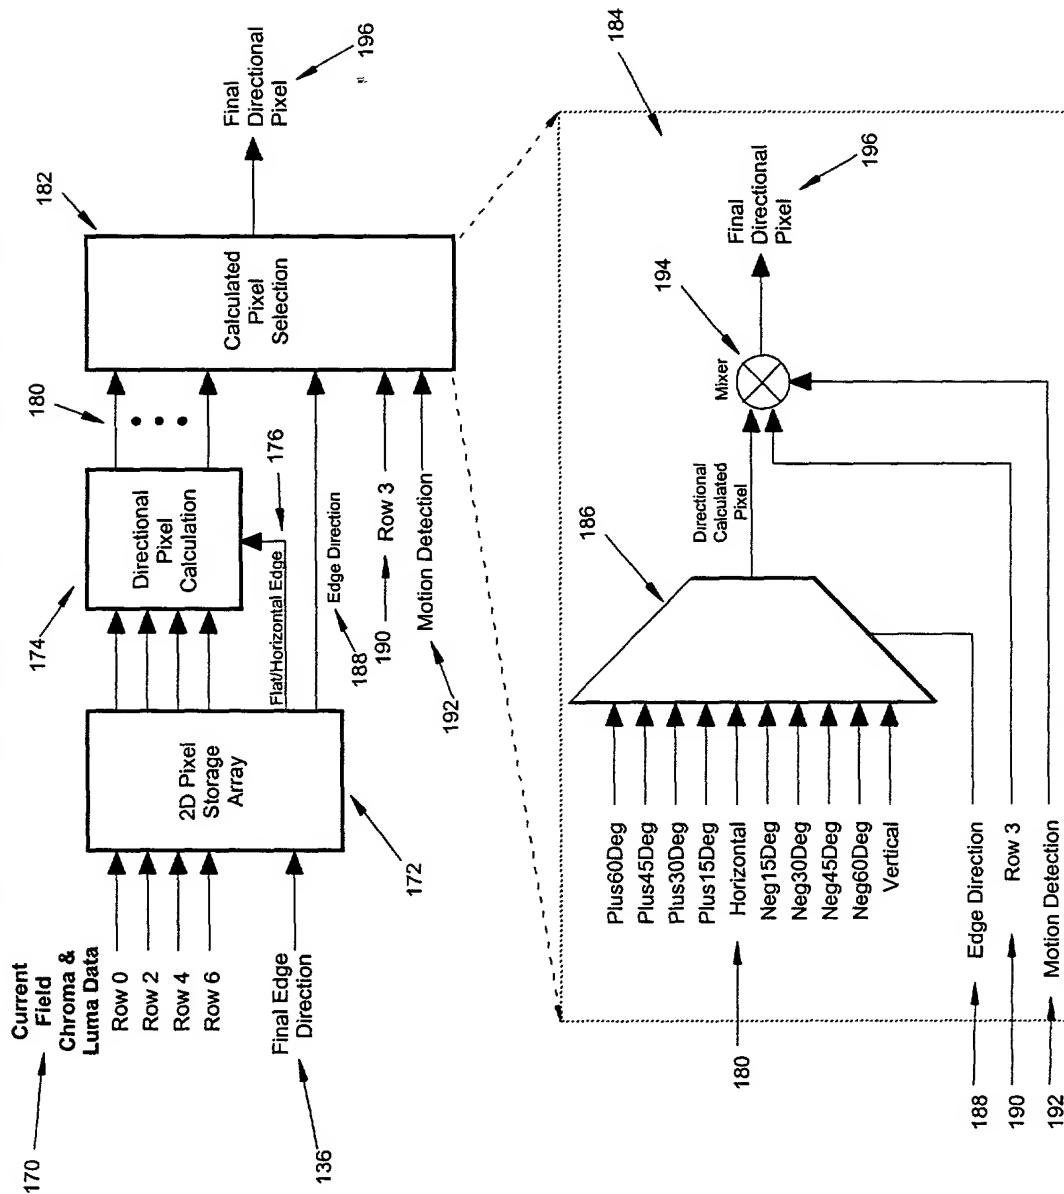 170
Current
Field
Chroma &
Luma Data
Row 0
Row 2
Row 4
Row 6
Final Edge
Direction
136
2D Pixel
Storage
Array
172
174
Directional
Pixel
Calculation
Flat/Horizontal Edge
176
180
Edge Direction
188
190
Row 3
Motion Detection
192
182
Calculated
Pixel
Selection
Final
Directional
Pixel
196
184
Plus60Deg
Plus45Deg
Plus30Deg
Plus15Deg
Horizontal
Neg15Deg
Neg30Deg
Neg45Deg
Neg60Deg
Vertical
180
186
Directional
Calculated
Pixel
Mixer
194
Final
Directional
Pixel
196
188
Edge Direction
190
Row 3
192
Motion Detection